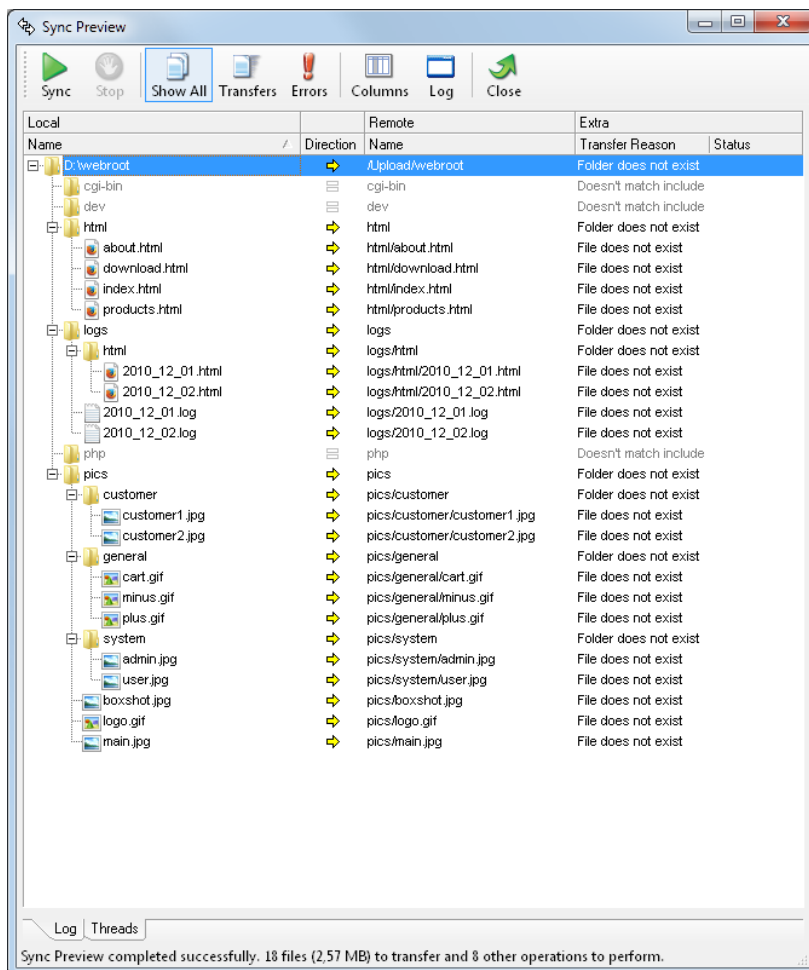 Sync Preview
Sync Stop Show All Transfers Errors Columns Log Close
Local Remote Extra
Name Direction Name Transfer Reason Status
D:\webroot /Upload/webroot Folder does not exist
cgi-bin cgi-bin Doesn't match include
dev dev Doesn't match include
html html Folder does not exist
about.html html/about.html File does not exist
download.html html/download.html File does not exist
index.html html/index.html File does not exist
products.html html/products.html File does not exist
logs logs Folder does not exist
html logs/html Folder does not exist
2010_12_01.html logs/html/2010_12_01.html File does not exist
2010_12_02.html logs/html/2010_12_02.html File does not exist
2010_12_01.log logs/2010_12_01.log File does not exist
2010_12_02.log logs/2010_12_02.log File does not exist
php php Doesn't match include
pics pics Folder does not exist
customer pics/customer Folder does not exist
customer1.jpg pics/customer/customer1.jpg File does not exist
customer2.jpg pics/customer/customer2.jpg File does not exist
general pics/general Folder does not exist
cart.gif pics/general/cart.gif File does not exist
minus.gif pics/general/minus.gif File does not exist
plus.gif pics/general/plus.gif File does not exist
system pics/system Folder does not exist
admin.jpg pics/system/admin.jpg File does not exist
user.jpg pics/system/user.jpg File does not exist
boxshot.jpg pics/boxshot.jpg File does not exist
logo.gif pics/logo.gif File does not exist
main.jpg pics/main.jpg File does not exist
Log Threads
Sync Preview completed successfully. 18 files (2,57 MB) to transfer and 8 other operations to perform.